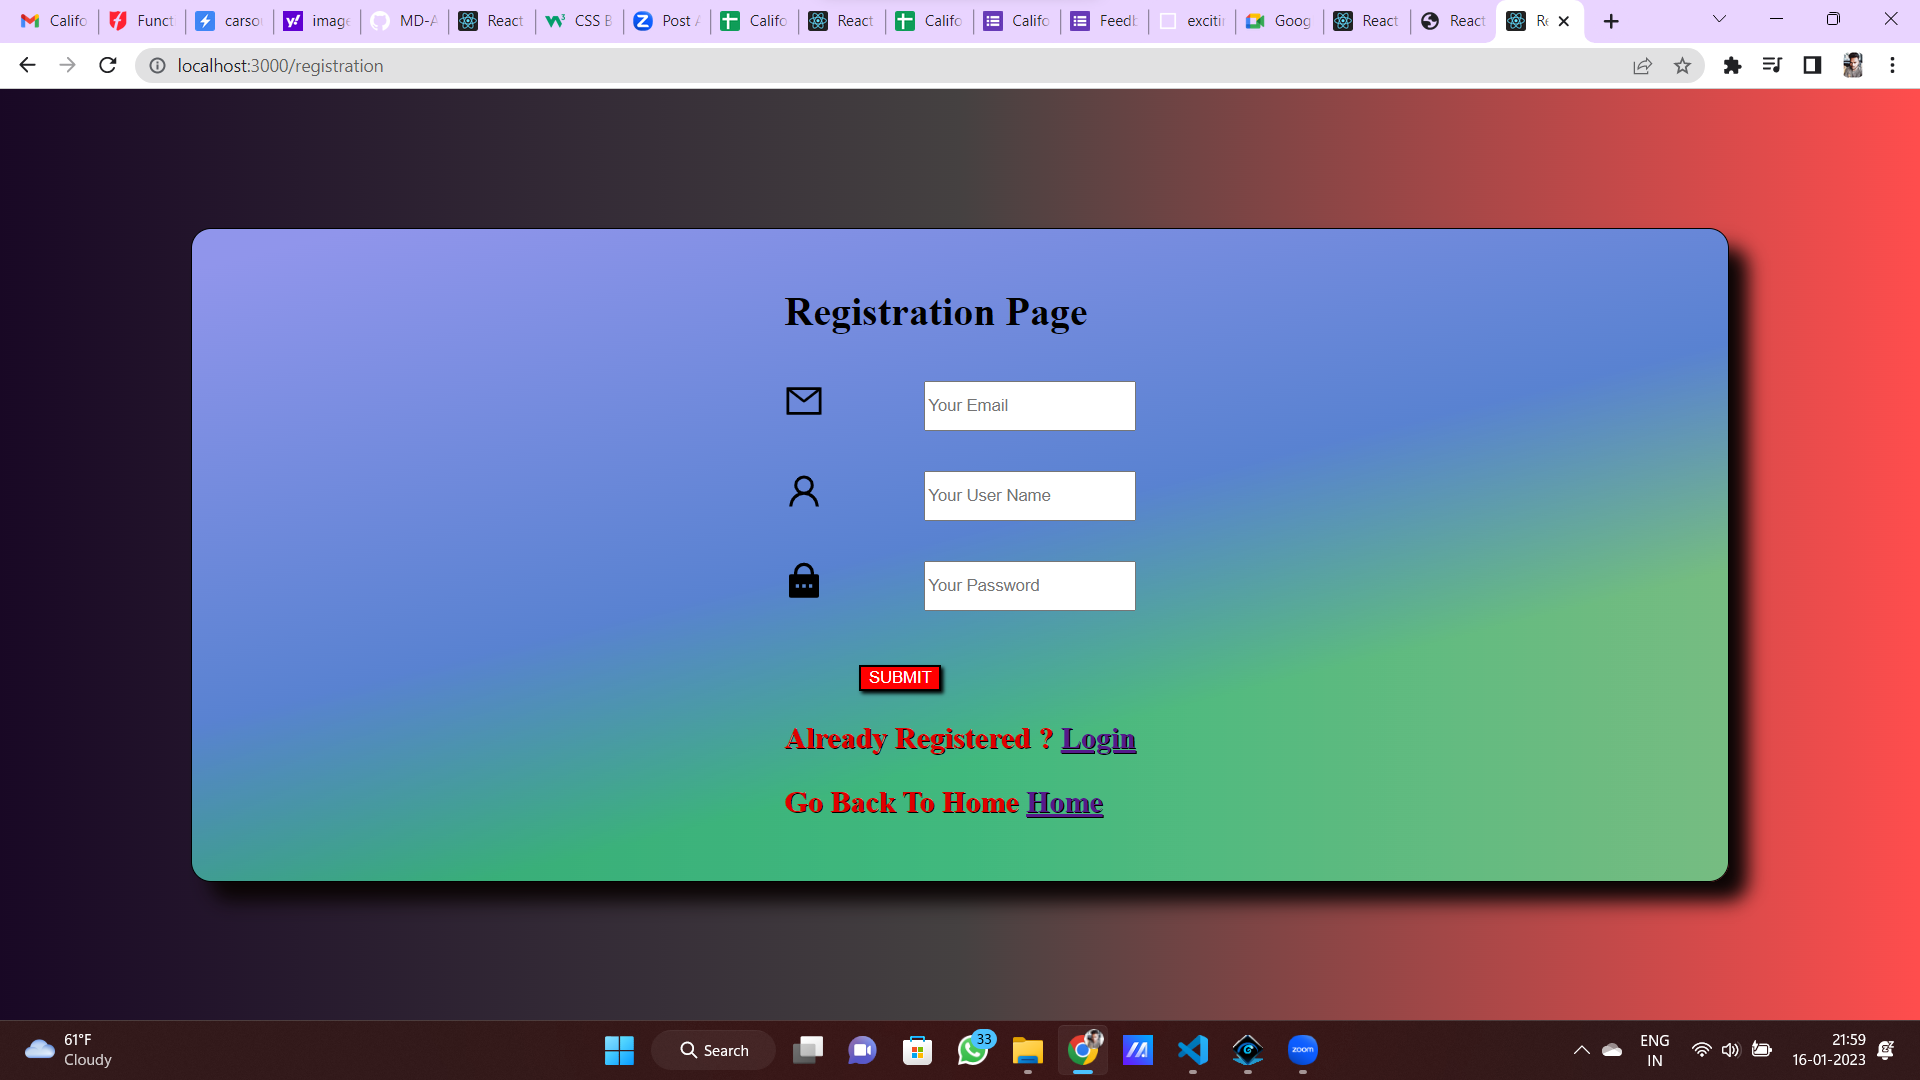 Califo
Funct
carso
image
MD-A
React
CSS B
Post A
Califo
React
Califo
Califo
Feedb
excitin
Goog
React
React
Re
localhost:3000/registration
Registration Page
Your Email
Your User Name
Your Password
SUBMIT
Already Registered ? Login
Go Back To Home Home
61°F
Cloudy
Search
33
zoom
ENG
IN
21:59
16-01-2023